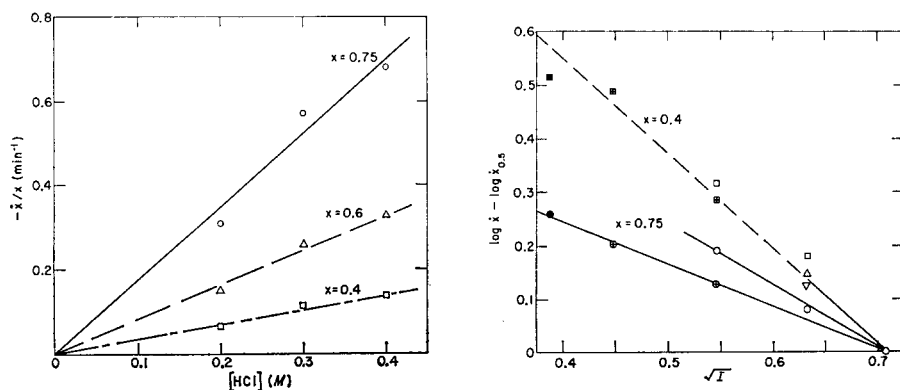 0.8
0.6
0.4
0.2
0
-ẋ/x (min⁻¹)
x=0.75
x=0.6
x=0.4
0 0.1 0.2 0.3 0.4
[HCl] (M)
0.6
0.5
0.4
0.3
0.2
0.1
0
log ẋ - log ẋ₀.₅
x=0.4
x=0.75
0.4 0.5 0.6 0.7
√I